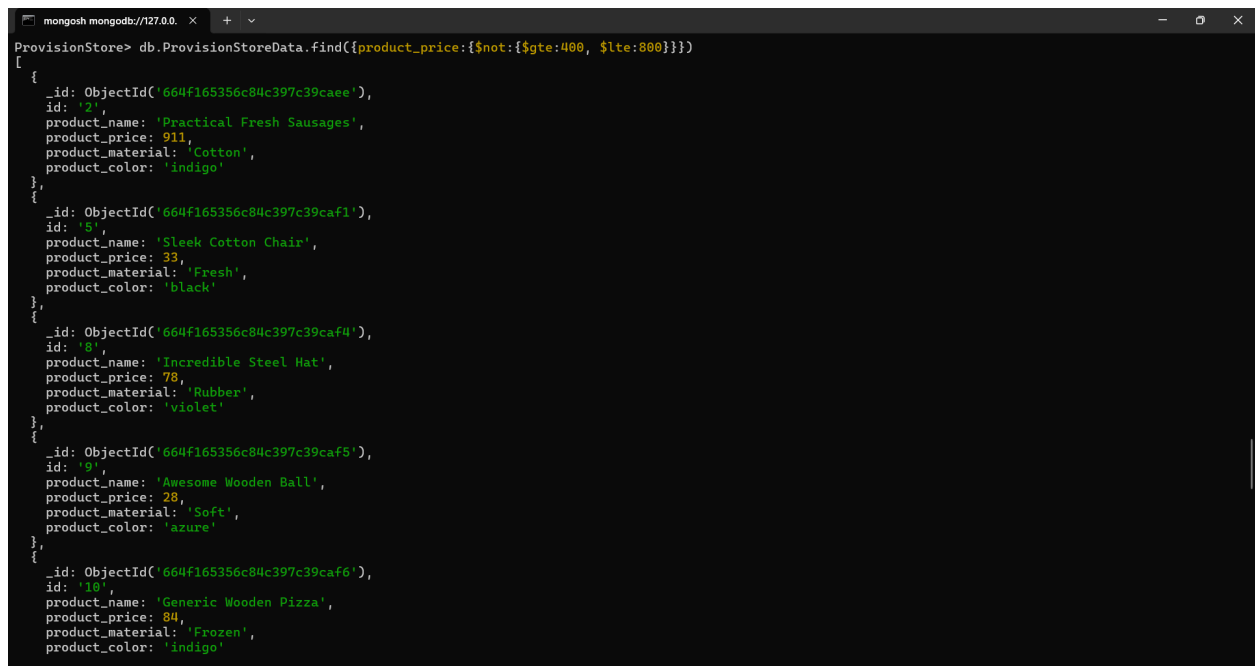 mongosh mongodb://127.0.0.
ProvisionStore> db.ProvisionStoreData.find({product_price:{$not:{$gte:400, $lte:800}}})
[
  {
    _id: ObjectId('664f165356c84c397c39caee'),
    id: '2',
    product_name: 'Practical Fresh Sausages',
    product_price: 911,
    product_material: 'Cotton',
    product_color: 'indigo'
  },
  {
    _id: ObjectId('664f165356c84c397c39caf1'),
    id: '5',
    product_name: 'Sleek Cotton Chair',
    product_price: 33,
    product_material: 'Fresh',
    product_color: 'black'
  },
  {
    _id: ObjectId('664f165356c84c397c39caf4'),
    id: '8',
    product_name: 'Incredible Steel Hat',
    product_price: 78,
    product_material: 'Rubber',
    product_color: 'violet'
  },
  {
    _id: ObjectId('664f165356c84c397c39caf5'),
    id: '9',
    product_name: 'Awesome Wooden Ball',
    product_price: 28,
    product_material: 'Soft',
    product_color: 'azure'
  },
  {
    _id: ObjectId('664f165356c84c397c39caf6'),
    id: '10',
    product_name: 'Generic Wooden Pizza',
    product_price: 84,
    product_material: 'Frozen',
    product_color: 'indigo'